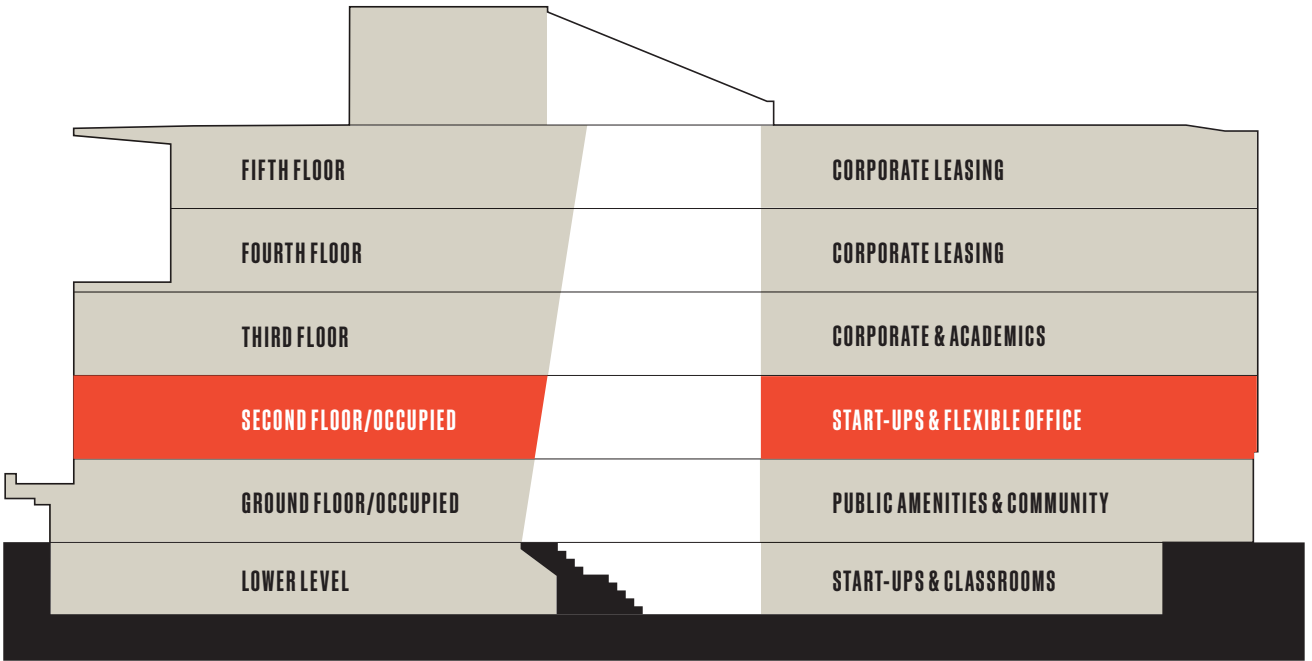 FIFTH FLOOR
CORPORATE LEASING
FOURTH FLOOR
CORPORATE LEASING
THIRD FLOOR
CORPORATE & ACADEMICS
SECOND FLOOR/OCCUPIED
START-UPS & FLEXIBLE OFFICE
GROUND FLOOR/OCCUPIED
PUBLIC AMENITIES & COMMUNITY
LOWER LEVEL
START-UPS & CLASSROOMS